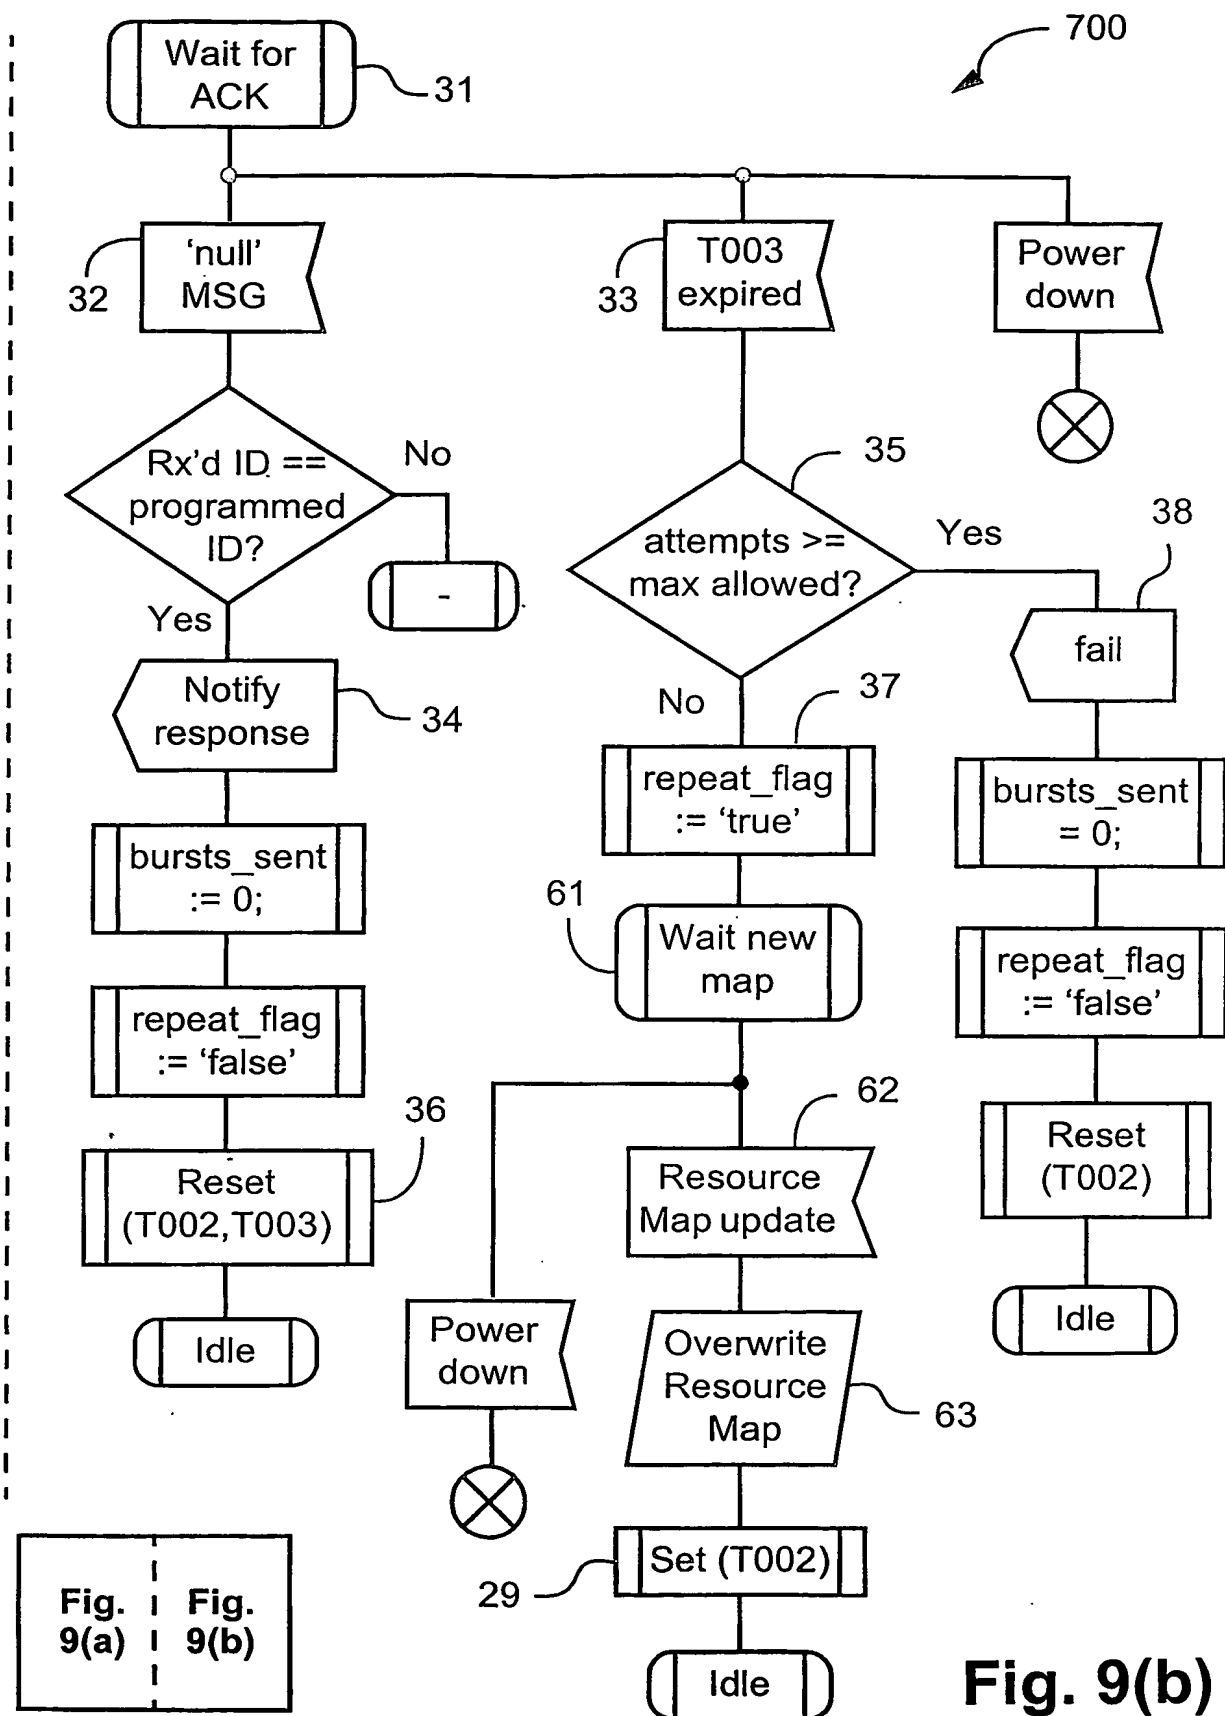 700
Wait for
ACK
31
'null'
MSG
32
T003
expired
33
Power
down
Rx'd ID ==
programmed
ID?
No
Yes
-
35
attempts >=
max allowed?
Yes
No
38
fail
Notify
response
34
37
repeat_flag
:= 'true'
bursts_sent
= 0;
bursts_sent
:= 0;
61
Wait new
map
repeat_flag
:= 'false'
repeat_flag
:= 'false'
62
36
Reset
(T002,T003)
Resource
Map update
Reset
(T002)
Idle
Power
down
Overwrite
Resource
Map
63
Idle
Set (T002)
29
Idle
Fig.
9(a)
Fig.
9(b)
Fig. 9(b)